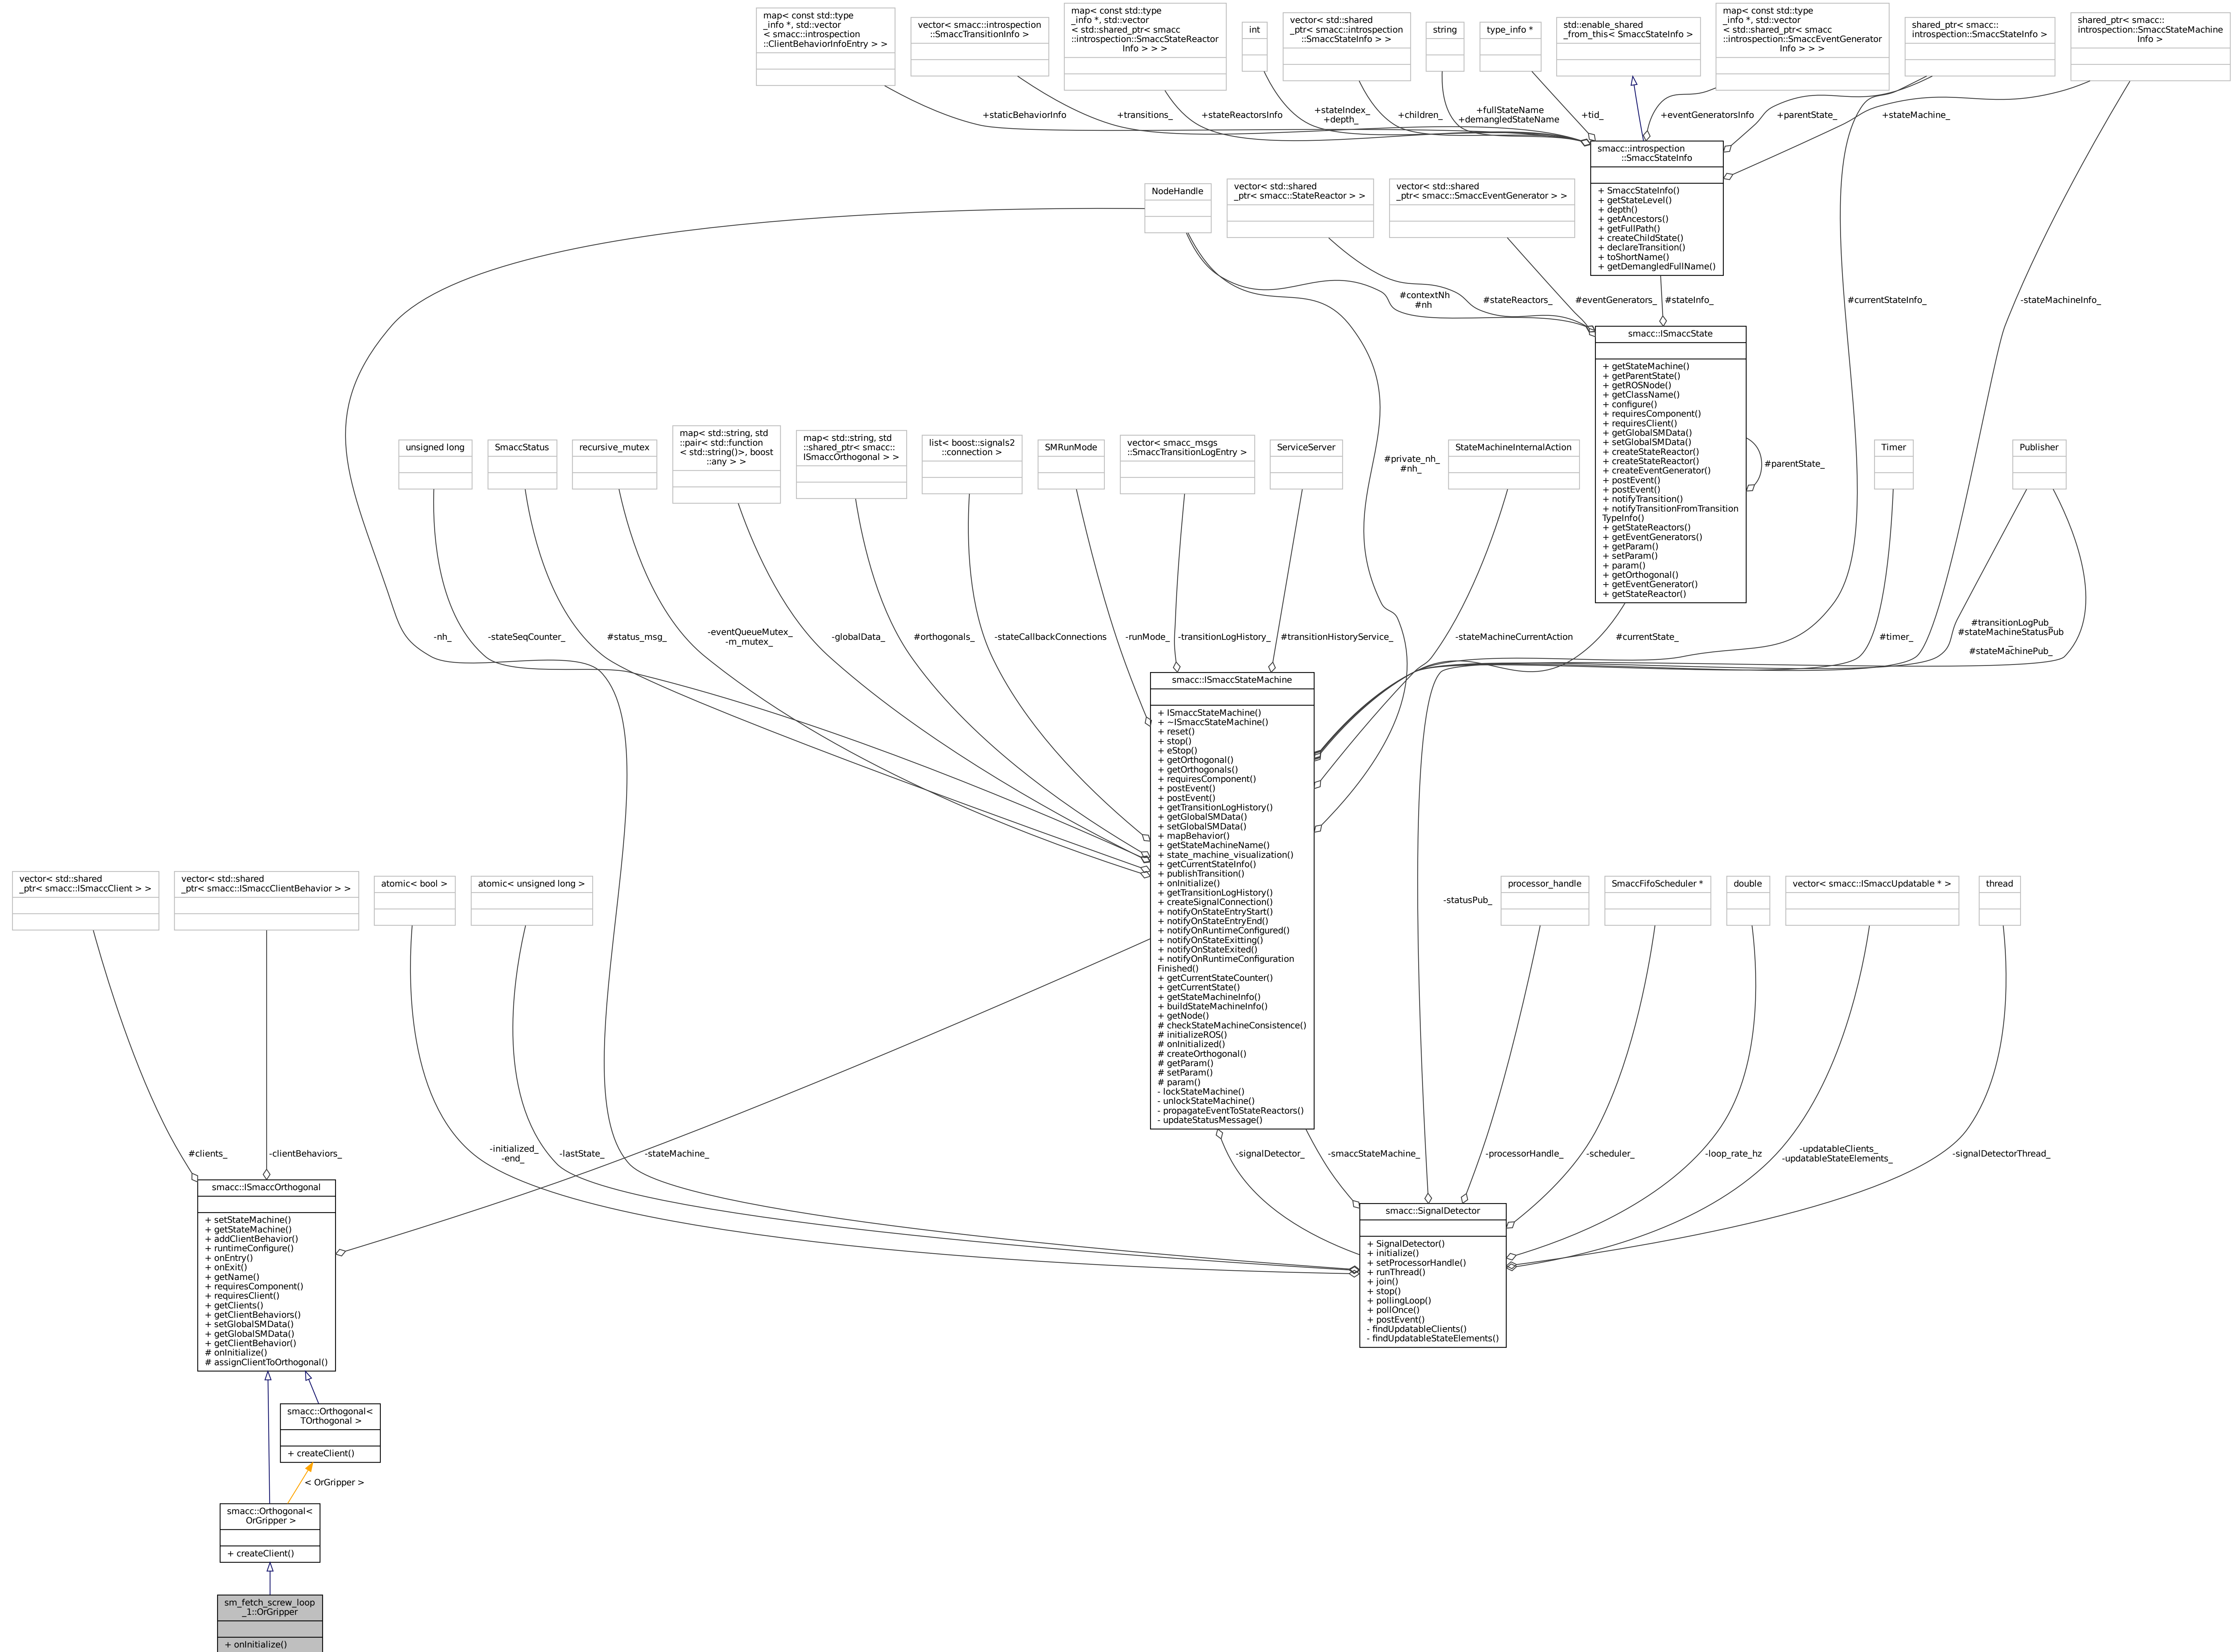 map< const std::type
_info *, std::vector
< smacc::introspection
::ClientBehaviorInfoEntry > >
vector< smacc::introspection
::SmaccTransitionInfo >
map< const std::type
_info *, std::vector
< std::shared_ptr< smacc
::introspection::SmaccStateReactor
Info > > >
int
vector< std::shared
_ptr< smacc::introspection
::SmaccStateInfo > >
string
type_info *
std::enable_shared
_from_this< SmaccStateInfo >
map< const std::type
_info *, std::vector
< std::shared_ptr< smacc
::introspection::SmaccEventGenerator
Info > > >
shared_ptr< smacc::
introspection::SmaccStateInfo >
shared_ptr< smacc::
introspection::SmaccStateMachine
Info >
+staticBehaviorInfo
+transitions_
+stateReactorsInfo
+stateIndex_
+depth_
+children_
+fullStateName
+demangledStateName
+tid_
+eventGeneratorsInfo
+parentState_
+stateMachine_
smacc::introspection
::SmaccStateInfo
+ SmaccStateInfo()
+ getStateLevel()
+ depth()
+ getAncestors()
+ getFullPath()
+ createChildState()
+ declareTransition()
+ toShortName()
+ getDemangledFullName()
NodeHandle
vector< std::shared
_ptr< smacc::StateReactor > >
vector< std::shared
_ptr< smacc::SmaccEventGenerator > >
#contextNh
#nh
#stateReactors_
#eventGenerators_
#stateInfo_
#currentStateInfo_
-stateMachineInfo_
smacc::ISmaccState
+ getStateMachine()
+ getParentState()
+ getROSNode()
+ getClassName()
+ configure()
+ requiresComponent()
+ requiresClient()
+ getGlobalSMData()
+ setGlobalSMData()
+ createStateReactor()
+ createStateReactor()
+ createEventGenerator()
+ postEvent()
+ postEvent()
+ notifyTransition()
+ notifyTransitionFromTransition
TypeInfo()
+ getStateReactors()
+ getEventGenerators()
+ getParam()
+ setParam()
+ param()
+ getOrthogonal()
+ getEventGenerator()
+ getStateReactor()
#parentState_
unsigned long
SmaccStatus
recursive_mutex
map< std::string, std
::pair< std::function
< std::string()>, boost
::any > >
map< std::string, std
::shared_ptr< smacc::
ISmaccOrthogonal > >
list< boost::signals2
::connection >
SMRunMode
vector< smacc_msgs
::SmaccTransitionLogEntry >
ServiceServer
#private_nh_
#nh_
StateMachineInternalAction
Timer
Publisher
-nh_
-stateSeqCounter_
#status_msg_
-eventQueueMutex_
-m_mutex_
-globalData_
#orthogonals_
-stateCallbackConnections
-runMode_
-transitionLogHistory_
#transitionHistoryService_
-stateMachineCurrentAction
#currentState_
#timer_
#transitionLogPub_
#stateMachineStatusPub
_
#stateMachinePub_
smacc::ISmaccStateMachine
+ ISmaccStateMachine()
+ ~ISmaccStateMachine()
+ reset()
+ stop()
+ eStop()
+ getOrthogonal()
+ getOrthogonals()
+ requiresComponent()
+ postEvent()
+ postEvent()
+ getTransitionLogHistory()
+ getGlobalSMData()
+ setGlobalSMData()
+ mapBehavior()
+ getStateMachineName()
+ state_machine_visualization()
+ getCurrentStateInfo()
+ publishTransition()
+ onInitialize()
+ getTransitionLogHistory()
+ createSignalConnection()
+ notifyOnStateEntryStart()
+ notifyOnStateEntryEnd()
+ notifyOnRuntimeConfigured()
+ notifyOnStateExitting()
+ notifyOnStateExited()
+ notifyOnRuntimeConfiguration
Finished()
+ getCurrentStateCounter()
+ getCurrentState()
+ getStateMachineInfo()
+ buildStateMachineInfo()
+ getNode()
# checkStateMachineConsistence()
# initializeROS()
# onInitialized()
# createOrthogonal()
# getParam()
# setParam()
# param()
- lockStateMachine()
- unlockStateMachine()
- propagateEventToStateReactors()
- updateStatusMessage()
vector< std::shared
_ptr< smacc::ISmaccClient > >
vector< std::shared
_ptr< smacc::ISmaccClientBehavior > >
atomic< bool >
atomic< unsigned long >
-statusPub_
processor_handle
SmaccFifoScheduler *
double
vector< smacc::ISmaccUpdatable * >
thread
#clients_
-clientBehaviors_
-initialized_
-end_
-lastState_
-stateMachine_
-signalDetector_
-smaccStateMachine_
-processorHandle_
-scheduler_
-loop_rate_hz
-updatableClients_
-updatableStateElements_
-signalDetectorThread_
smacc::ISmaccOrthogonal
+ setStateMachine()
+ getStateMachine()
+ addClientBehavior()
+ runtimeConfigure()
+ onEntry()
+ onExit()
+ getName()
+ requiresComponent()
+ requiresClient()
+ getClients()
+ getClientBehaviors()
+ setGlobalSMData()
+ getGlobalSMData()
+ getClientBehavior()
# onInitialize()
# assignClientToOrthogonal()
smacc::SignalDetector
+ SignalDetector()
+ initialize()
+ setProcessorHandle()
+ runThread()
+ join()
+ stop()
+ pollingLoop()
+ pollOnce()
+ postEvent()
- findUpdatableClients()
- findUpdatableStateElements()
smacc::Orthogonal<
TOrthogonal >
+ createClient()
< OrGripper >
smacc::Orthogonal<
OrGripper >
+ createClient()
sm_fetch_screw_loop
_1::OrGripper
+ onInitialize()